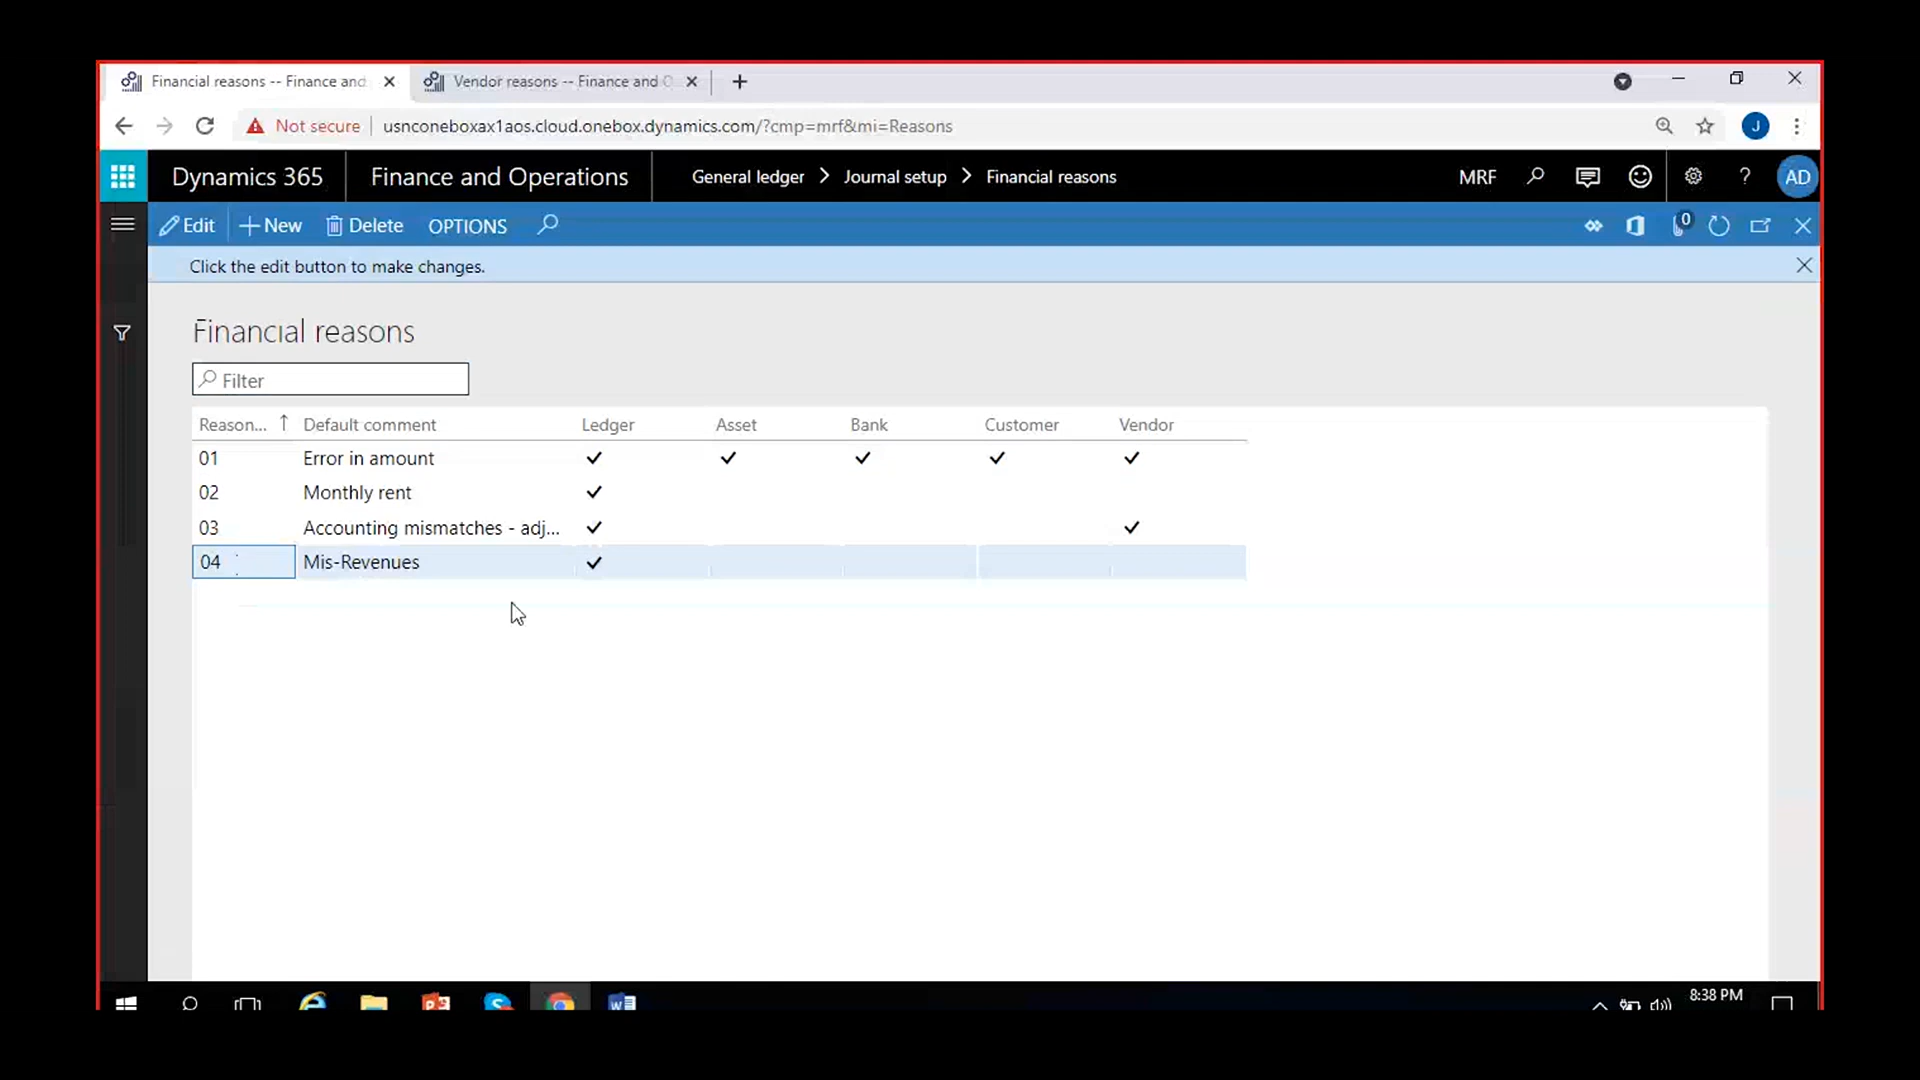 Financial reasons -- Finance and
Vendor reasons -- Finance and O
Not secure
usnconeboxax1aos.cloud.onebox.dynamics.com/?cmp=mrf&mi=Reasons
J
Dynamics 365
Finance and Operations
General ledger > Journal setup > Financial reasons
MRF
?
AD
Edit
New
Delete
OPTIONS
0
Click the edit button to make changes.
Financial reasons
Filter
Reason... Default comment Ledger Asset Bank Customer Vendor
01 Error in amount
02 Monthly rent
03 Accounting mismatches - adj...
04 Mis-Revenues
8:38 PM